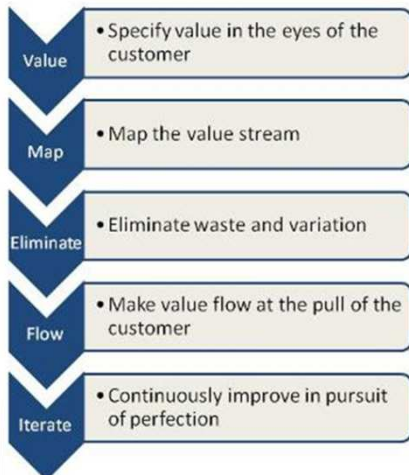 Value
• Specify value in the eyes of the
customer
Map
• Map the value stream
Eliminate
• Eliminate waste and variation
Flow
• Make value flow at the pull of the
customer
Iterate
• Continuously improve in pursuit
of perfection